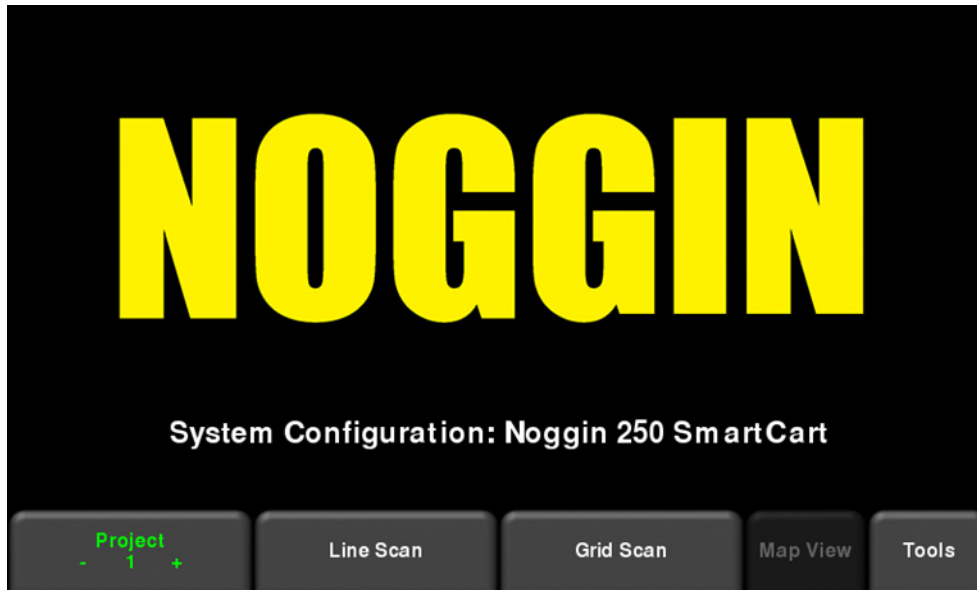 NOGGIN
System Configuration: Noggin 250 SmartCart
Project
- 1 +
Line Scan
Grid Scan
Map View
Tools